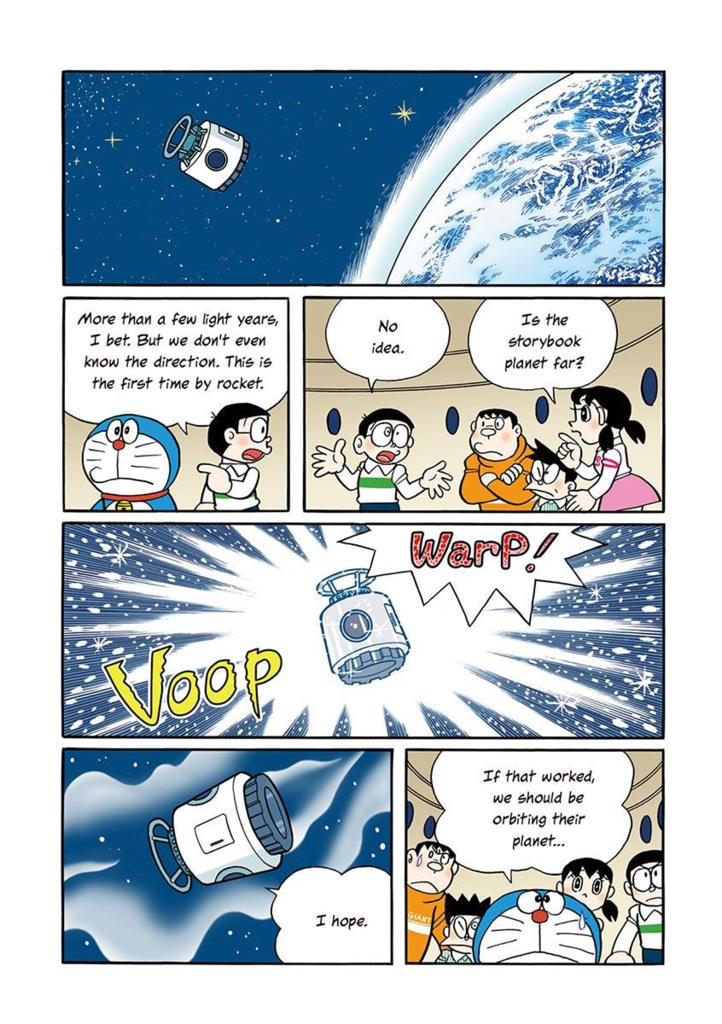 Is the
storybook
planet far?
No
idea.
More than a few light years,
I bet. But we don't even
know the direction. This is
the first time by rocket.
Warp!
Voop
If that worked,
we should be
orbiting their
planet...
GIANT
I hope.